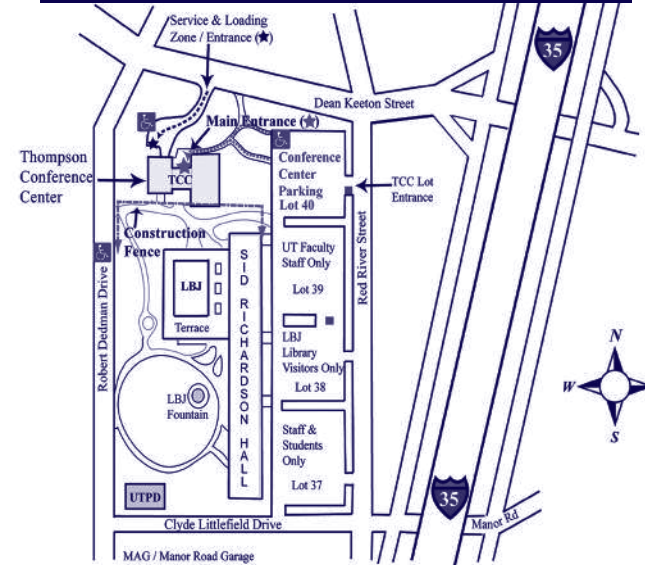 Service & Loading
Zone / Entrance (★)
35
Dean Keeton Street
Main Entrance (★)
Thompson
Conference
Center
TCC
Conference
Center
Parking
Lot 40
TCC Lot
Entrance
Construction
Fence
UT Faculty
Staff Only
Lot 39
LBJ
Terrace
SID RICHARDSON HALL
Robert Dedman Drive
Red River Street
LBJ
Library
Visitors Only
Lot 38
LBJ
Fountain
Staff &
Students
Only
Lot 37
N
W
E
S
UTPD
35
Clyde Littlefield Drive
Manor Rd
MAG / Manor Road Garage